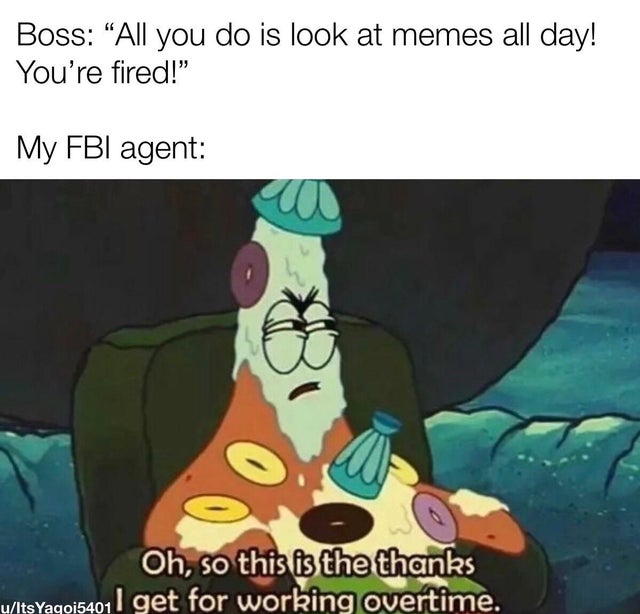 Boss: “All you do is look at memes all day!
You’re fired!”
My FBI agent:
Oh, so this is the thanks
I get for working overtime.
u/ItsYagoi5401